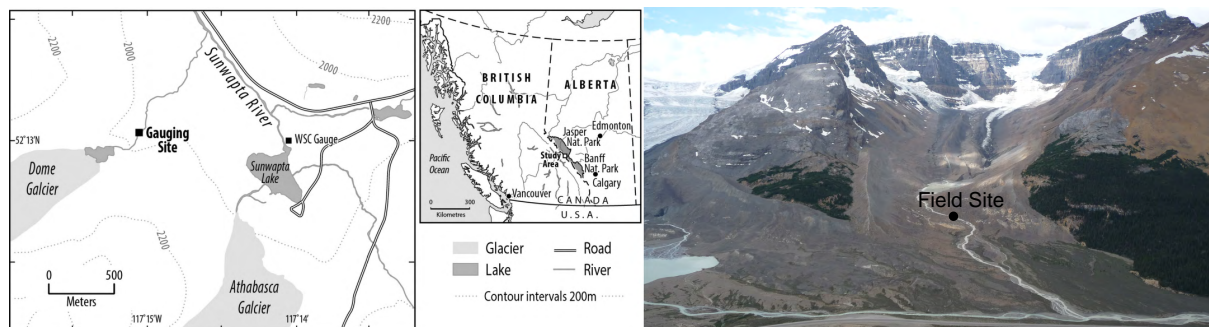 2200
2000
2200
Sunwapta River
2000
Gauging
Site
WSC Gauge
52°13'N
Dome
Galcier
Sunwapta
Lake
2200
0 500
Meters
Athabasca
Galcier
117°15'W
117°14'
BRITISH
COLUMBIA
ALBERTA
Edmonton
Jasper
Nat. Park
Study
Area
Banff
Nat. Park
Calgary
Pacific
Ocean
Vancouver
0 300
Kilometres
CANADA
U.S.A.
Glacier
Road
Lake
River
Contour intervals 200m
Field Site